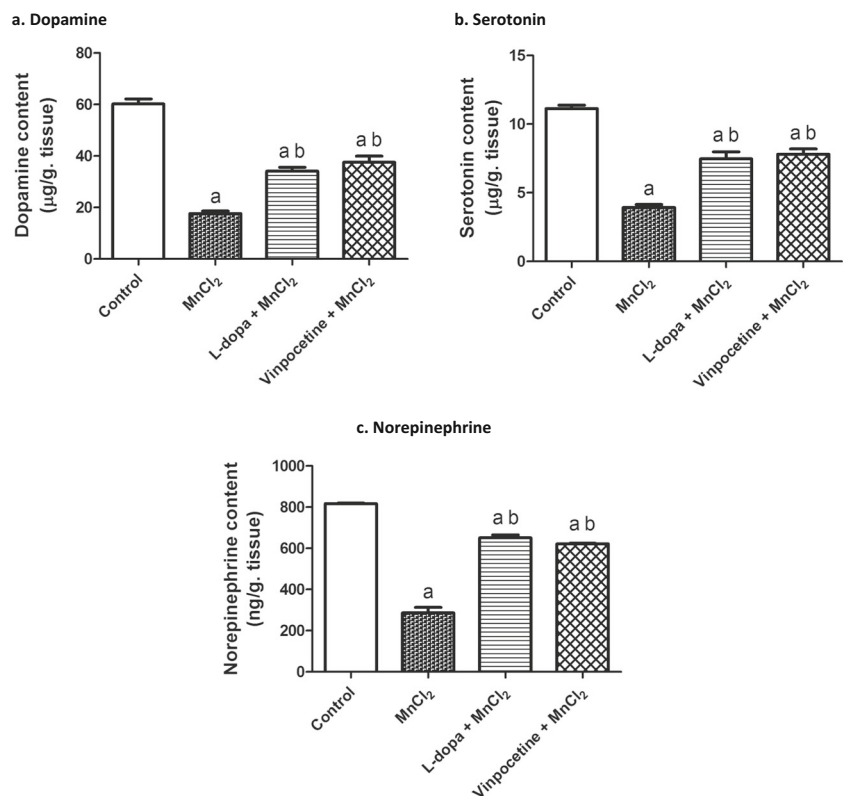 a. Dopamine
Dopamine content
(µg/g. tissue)
80
60
40
20
0
a
a b
a b
Control
MnCl₂
L-dopa + MnCl₂
Vinpocetine + MnCl₂
b. Serotonin
Serotonin content
(µg/g. tissue)
15
10
5
0
a
a b
a b
Control
MnCl₂
L-dopa + MnCl₂
Vinpocetine + MnCl₂
c. Norepinephrine
Norepinephrine content
(ng/g. tissue)
1000
800
600
400
200
0
a
a b
a b
Control
MnCl₂
L-dopa + MnCl₂
Vinpocetine + MnCl₂